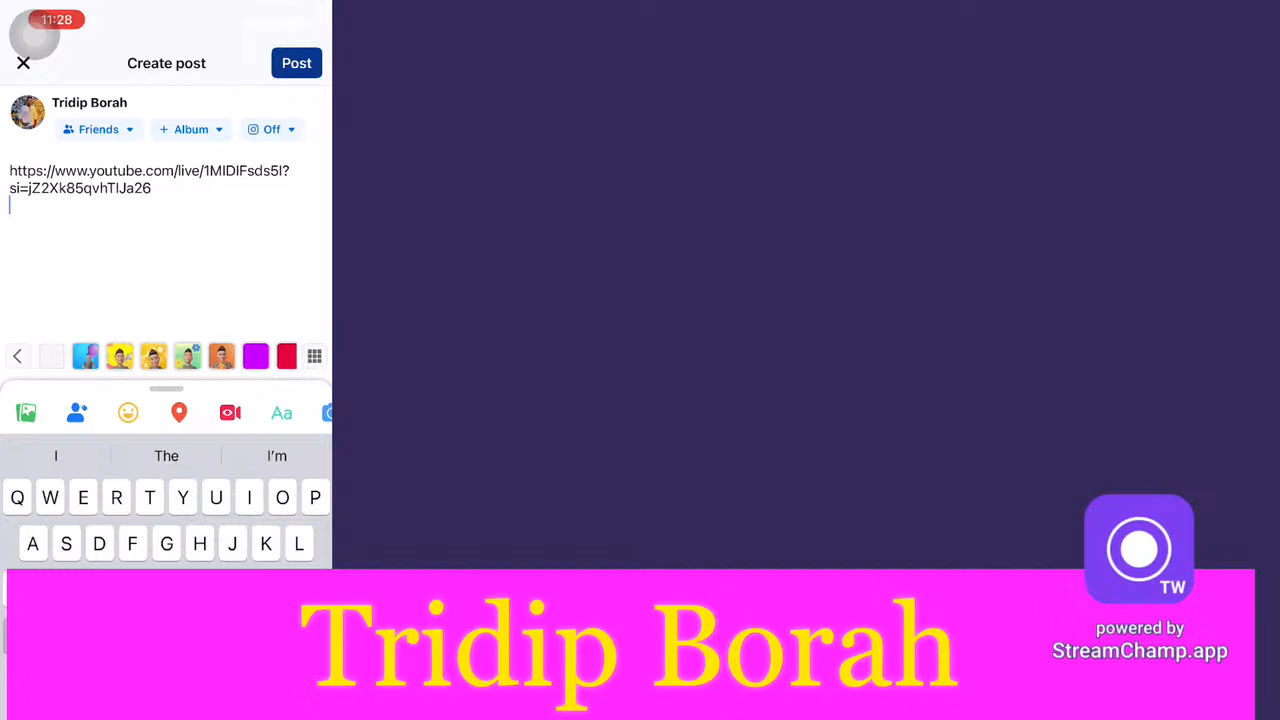 11:28
Create post
Post
Tridip Borah
Friends
+ Album
Off
https://www.youtube.com/live/1MIDIFsds5I?
si=jZ2Xk85qvhTlJa26
Aa
I The I'm
Q W E R T Y U I O P
A S D F G H J K L
Tridip Borah
TW
powered by
StreamChamp.app